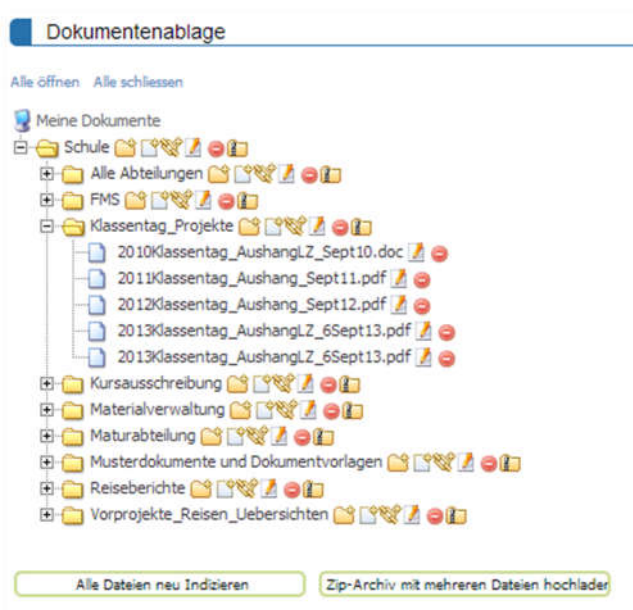 Dokumentenablage
Alle öffnen Alle schliessen
Meine Dokumente
Schule
Alle Abteilungen
FMS
Klassentag_Projekte
2010Klassentag_AushangLZ_Sept10.doc
2011Klassentag_Aushang_Sept11.pdf
2012Klassentag_Aushang_Sept12.pdf
2013Klassentag_AushangLZ_6Sept13.pdf
2013Klassentag_AushangLZ_6Sept13.pdf
Kursausschreibung
Materialverwaltung
Maturabteilung
Musterdokumente und Dokumentvorlagen
Reiseberichte
Vorprojekte_Reisen_Uebersichten
Alle Dateien neu Indizieren Zip-Archiv mit mehreren Dateien hochladen